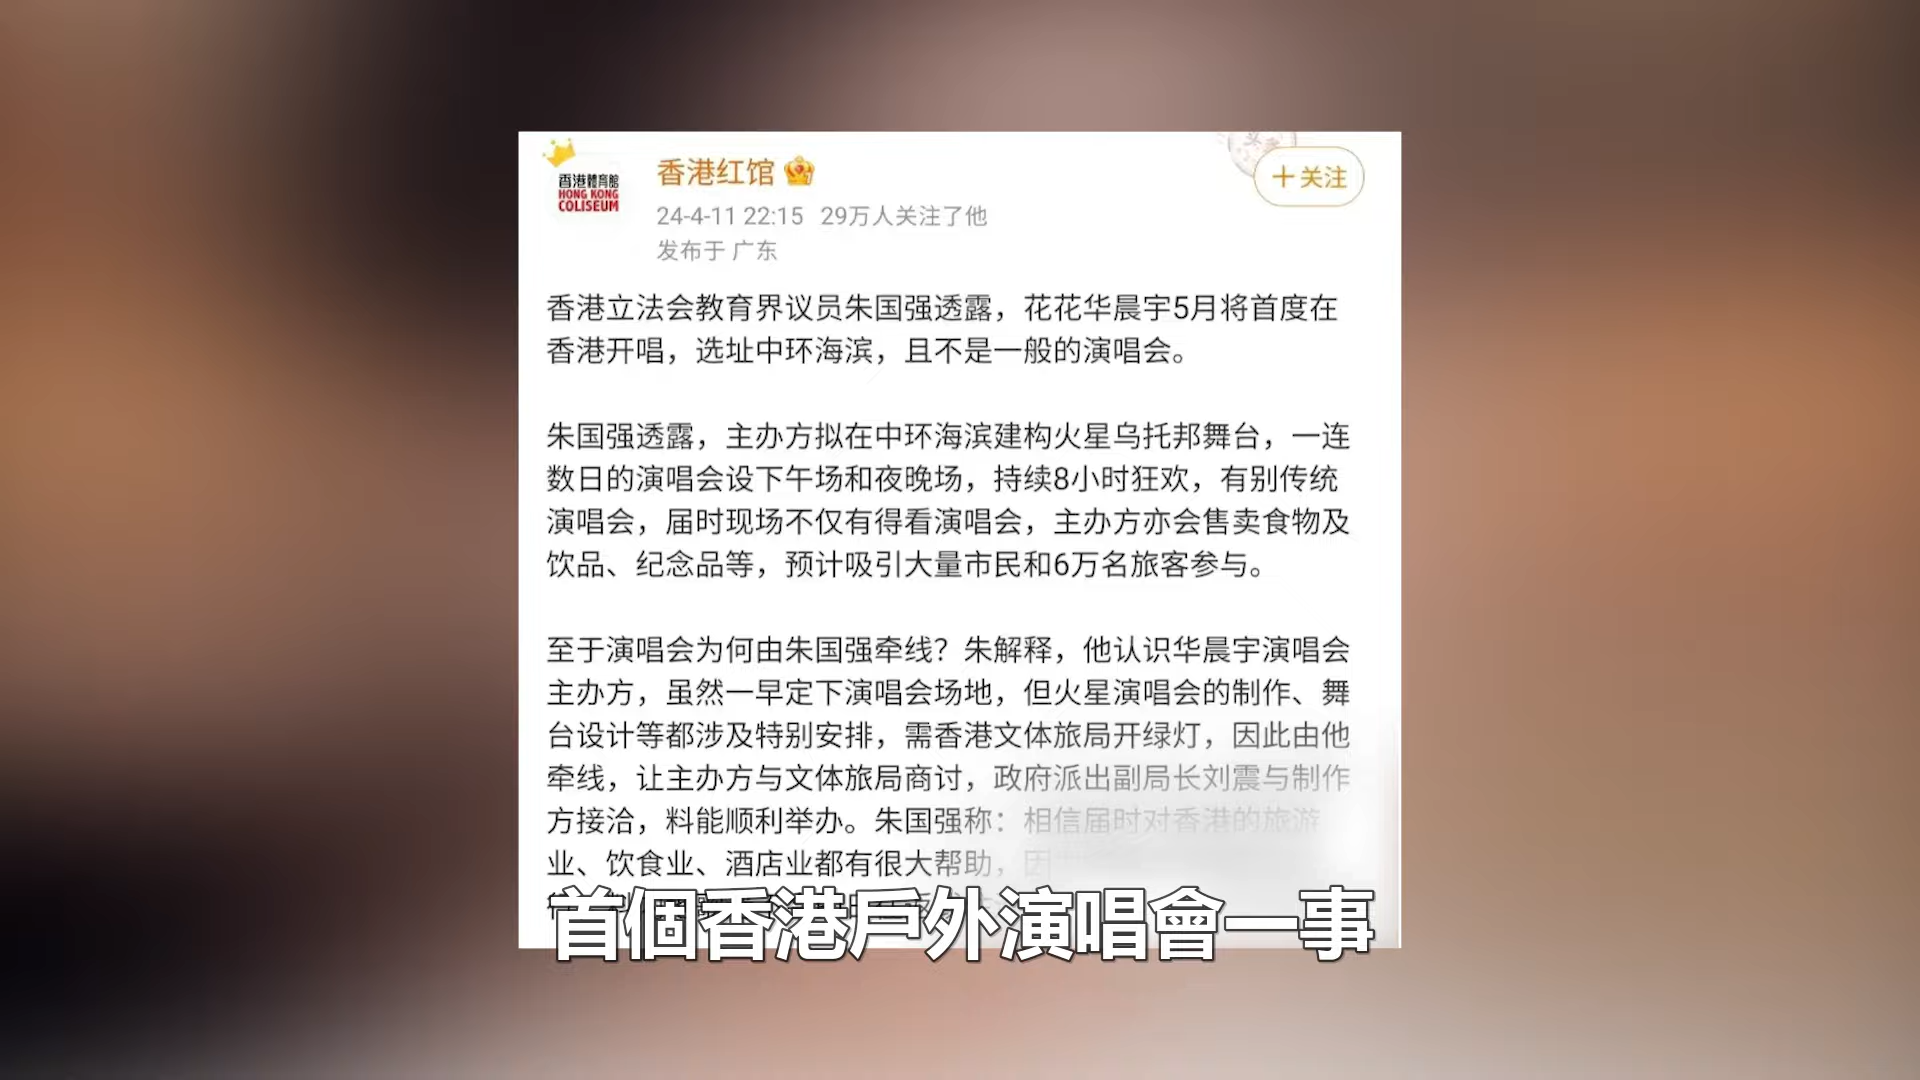 香港體育館
HONG KONG
COLISEUM
香港红馆
十关注
24-4-11 22:15 29万人关注了他
发布于 广东
香港立法会教育界议员朱国强透露，花花华晨宇5月将首度在
香港开唱，选址中环海滨，且不是一般的演唱会。
朱国强透露，主办方拟在中环海滨建构火星乌托邦舞台，一连
数日的演唱会设下午场和夜晚场，持续8小时狂欢，有别传统
演唱会，届时现场不仅有得看演唱会，主办方亦会售卖食物及
饮品、纪念品等，预计吸引大量市民和6万名旅客参与。
至于演唱会为何由朱国强牵线？朱解释，他认识华晨宇演唱会
主办方，虽然一早定下演唱会场地，但火星演唱会的制作、舞
台设计等都涉及特别安排，需香港文体旅局开绿灯，因此由他
牵线，让主办方与文体旅局商讨，政府派出副局长刘震与制作
方接洽，料能顺利举办。朱国强称：相信届时对香港的旅游
业、饮食业、酒店业都有很大帮助，因
首個香港戶外演唱會一事